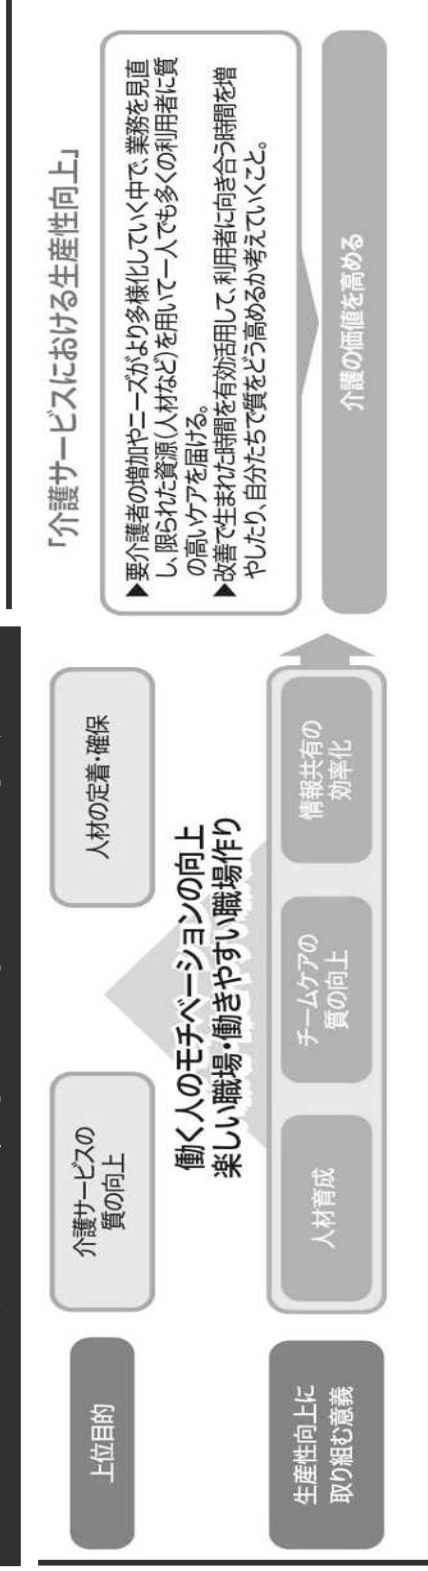 上位目的
介護サービスの
質の向上
人材の定着・確保
働く人のモチベーションの向上
楽しい職場・働きやすい職場作り
生産性向上に
取り組む意義
人材育成
チームケアの
質の向上
情報共有の
効率化
「介護サービスにおける生産性向上」
▶要介護者の増加やニーズがより多様化していく中で、業務を見直
し、限られた資源(人材など)を用いて一人でも多くの利用者に質
の高いケアを届ける。
▶改善で生まれた時間を有効活用して、利用者に向き合う時間を増
やしたり、自分たちで質をどう高めるか考えていくこと。
介護の価値を高める